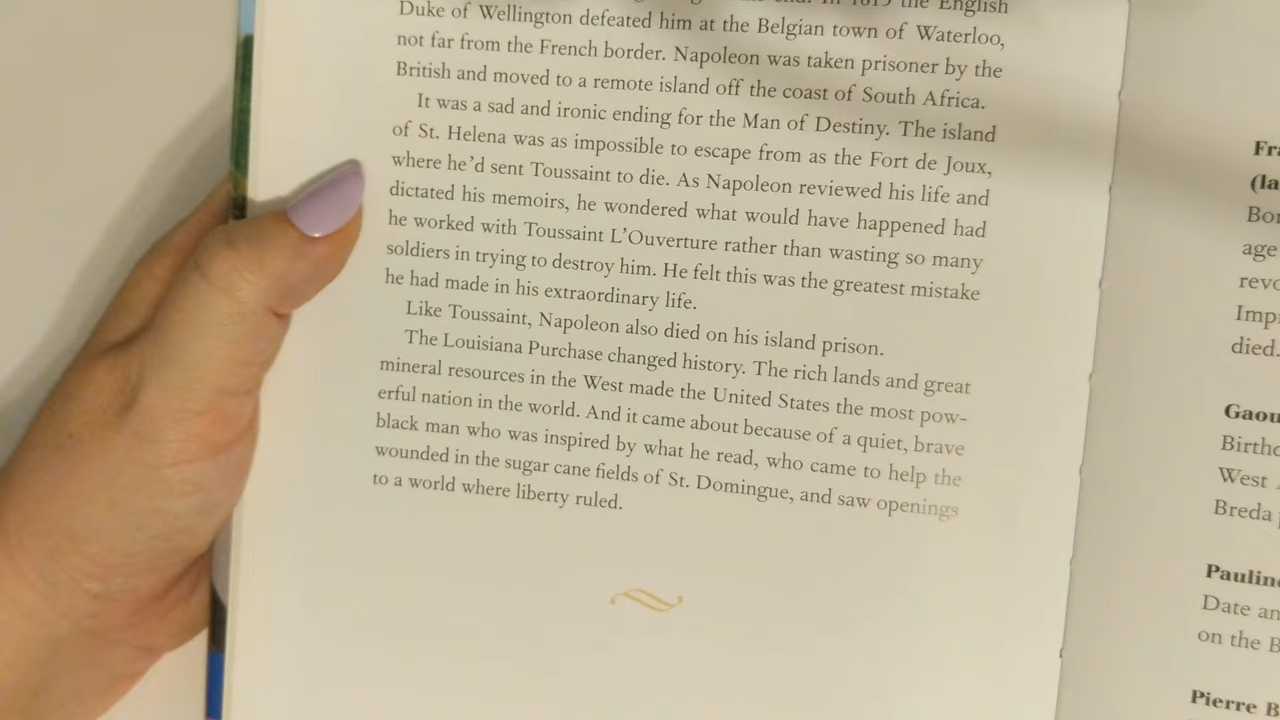 end. In 1815 the English
Duke of Wellington defeated him at the Belgian town of Waterloo,
not far from the French border. Napoleon was taken prisoner by the
British and moved to a remote island off the coast of South Africa.
It was a sad and ironic ending for the Man of Destiny. The island
of St. Helena was as impossible to escape from as the Fort de Joux,
where he'd sent Toussaint to die. As Napoleon reviewed his life and
dictated his memoirs, he wondered what would have happened had
he worked with Toussaint L'Ouverture rather than wasting so many
soldiers in trying to destroy him. He felt this was the greatest mistake
he had made in his extraordinary life.
Like Toussaint, Napoleon also died on his island prison.
The Louisiana Purchase changed history. The rich lands and great
mineral resources in the West made the United States the most pow-
erful nation in the world. And it came about because of a quiet, brave
black man who was inspired by what he read, who came to help the
wounded in the sugar cane fields of St. Domingue, and saw openings
to a world where liberty ruled.
Fra
(la
Bor
age
revo
Imp
died.
Gaou
Birthd
West A
Breda p
Pauline
Date an
on the B
Pierre B